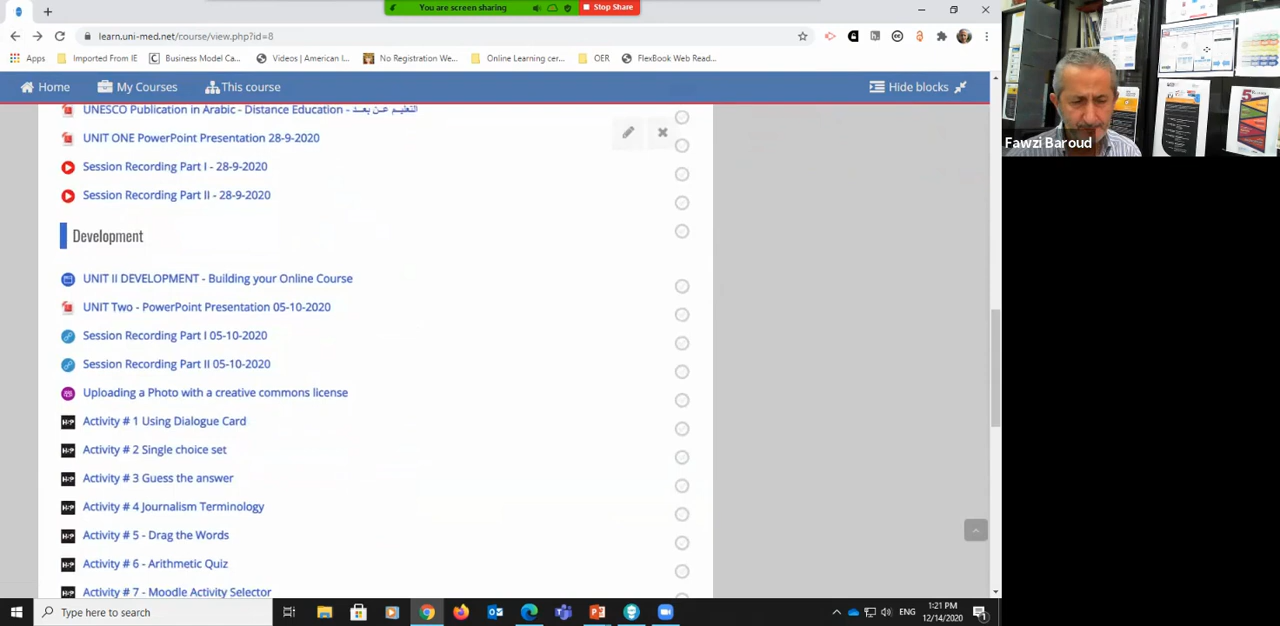 You are screen sharing
Stop Share
learn.uni-med.net/course/view.php?id=8
Apps
Imported From IE
Business Model Ca...
Videos | American I...
No Registration We...
Online Learning cer...
OER
FlexBook Web Read...
Home
My Courses
This course
Hide blocks
UNESCO Publication in Arabic - Distance Education - التعليم عن بعد
UNIT ONE PowerPoint Presentation 28-9-2020
Session Recording Part I - 28-9-2020
Session Recording Part II - 28-9-2020
Development
UNIT II DEVELOPMENT - Building your Online Course
UNIT Two - PowerPoint Presentation 05-10-2020
Session Recording Part I 05-10-2020
Session Recording Part II 05-10-2020
Uploading a Photo with a creative commons license
H-P Activity # 1 Using Dialogue Card
H-P Activity # 2 Single choice set
H-P Activity # 3 Guess the answer
H-P Activity # 4 Journalism Terminology
H-P Activity # 5 - Drag the Words
H-P Activity # 6 - Arithmetic Quiz
H-P Activity # 7 - Moodle Activity Selector
Type here to search
ENG
1:21 PM
12/14/2020
Fawzi Baroud